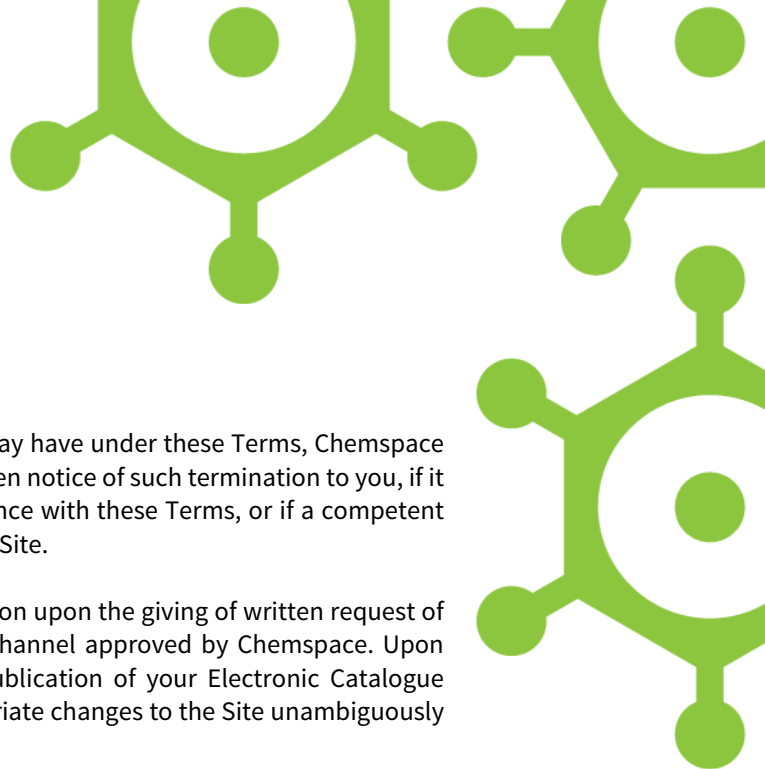 ay have under these Terms, Chemspace
en notice of such termination to you, if it
nce with these Terms, or if a competent
Site.
on upon the giving of written request of
hannel approved by Chemspace. Upon
ublication of your Electronic Catalogue
riate changes to the Site unambiguously